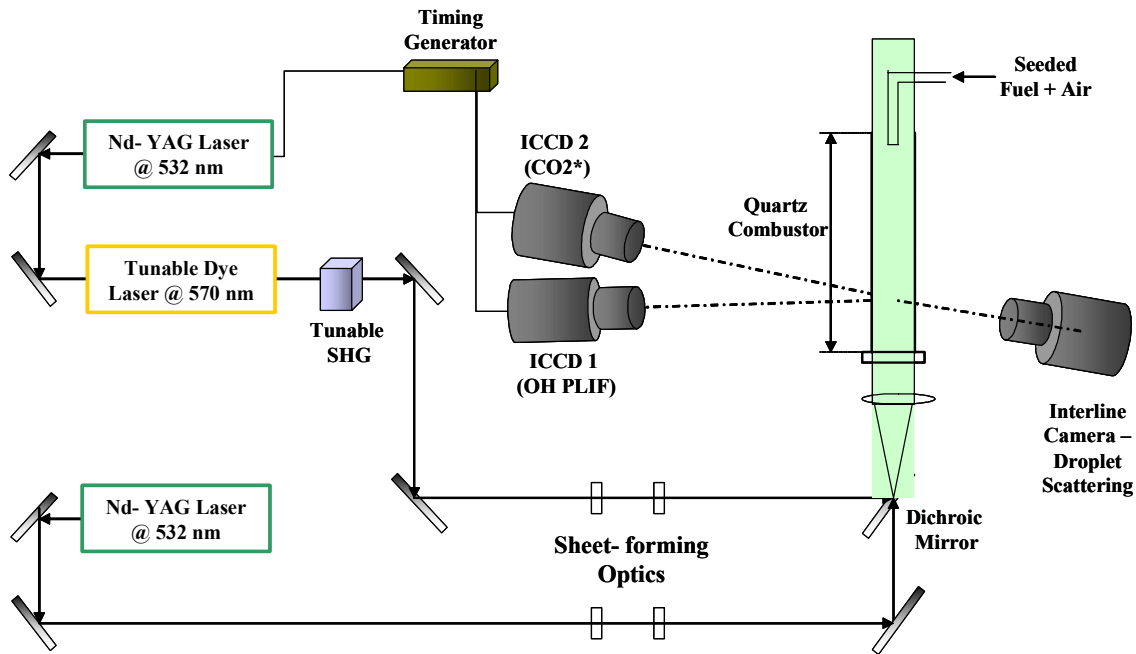 Timing
Generator
Seeded
Fuel + Air
Nd- YAG Laser
@ 532 nm
ICCD 2
(CO2*)
Quartz
Combustor
Tunable Dye
Laser @ 570 nm
Tunable
SHG
ICCD 1
(OH PLIF)
Interline
Camera –
Droplet
Scattering
Nd- YAG Laser
@ 532 nm
Sheet- forming
Optics
Dichroic
Mirror